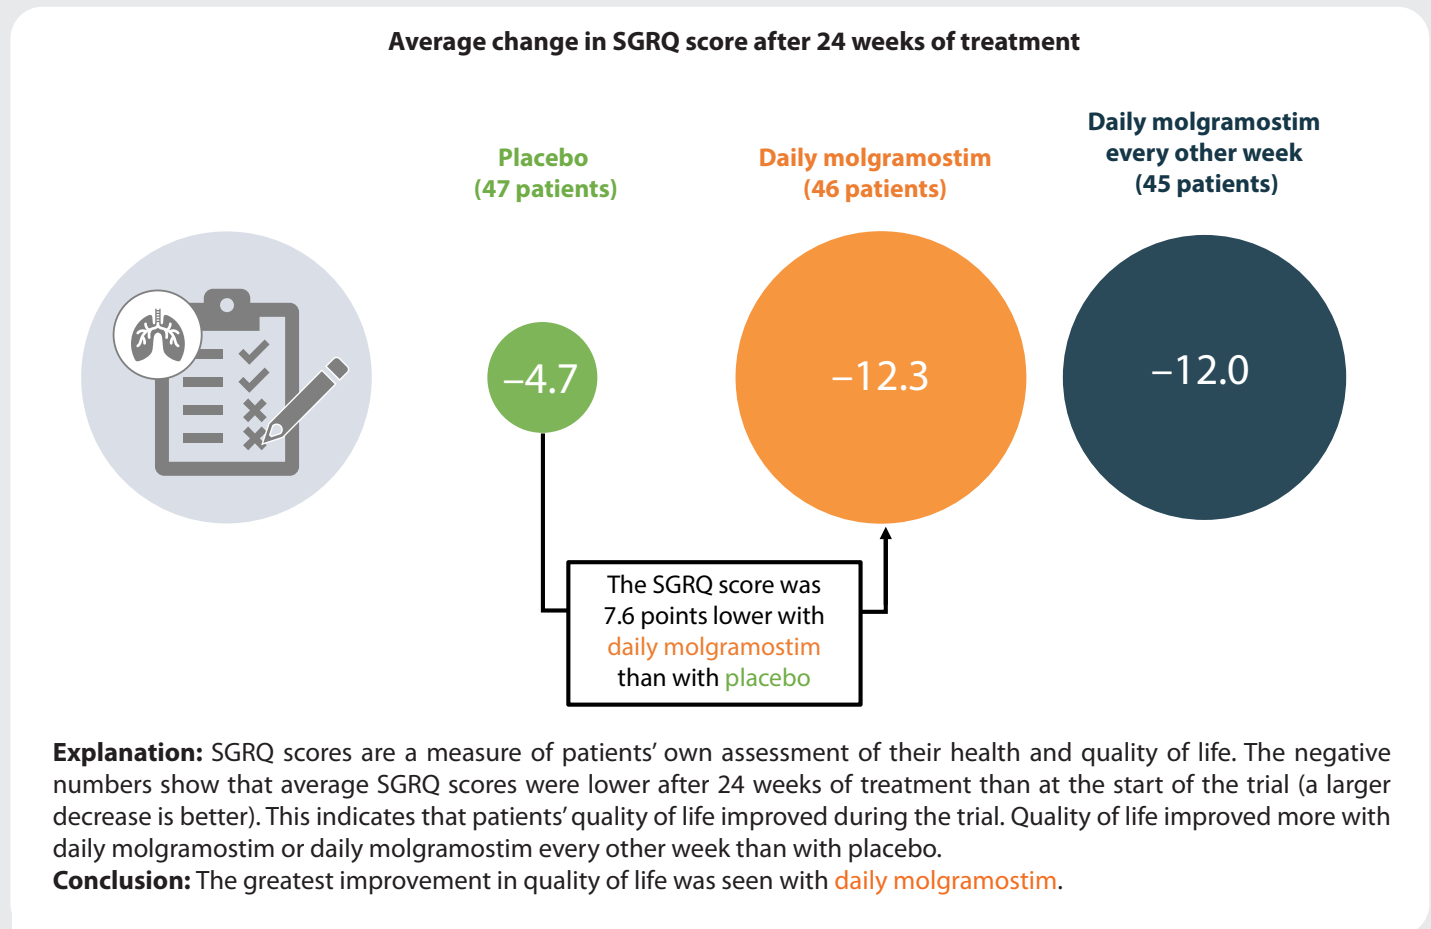 Average change in SGRQ score after 24 weeks of treatment
Placebo
(47 patients)
Daily molgramostim
(46 patients)
Daily molgramostim
every other week
(45 patients)
–4.7
–12.3
–12.0
The SGRQ score was
7.6 points lower with
daily molgramostim
than with placebo
Explanation: SGRQ scores are a measure of patients’ own assessment of their health and quality of life. The negative
numbers show that average SGRQ scores were lower after 24 weeks of treatment than at the start of the trial (a larger
decrease is better). This indicates that patients’ quality of life improved during the trial. Quality of life improved more with
daily molgramostim or daily molgramostim every other week than with placebo.
Conclusion: The greatest improvement in quality of life was seen with daily molgramostim.